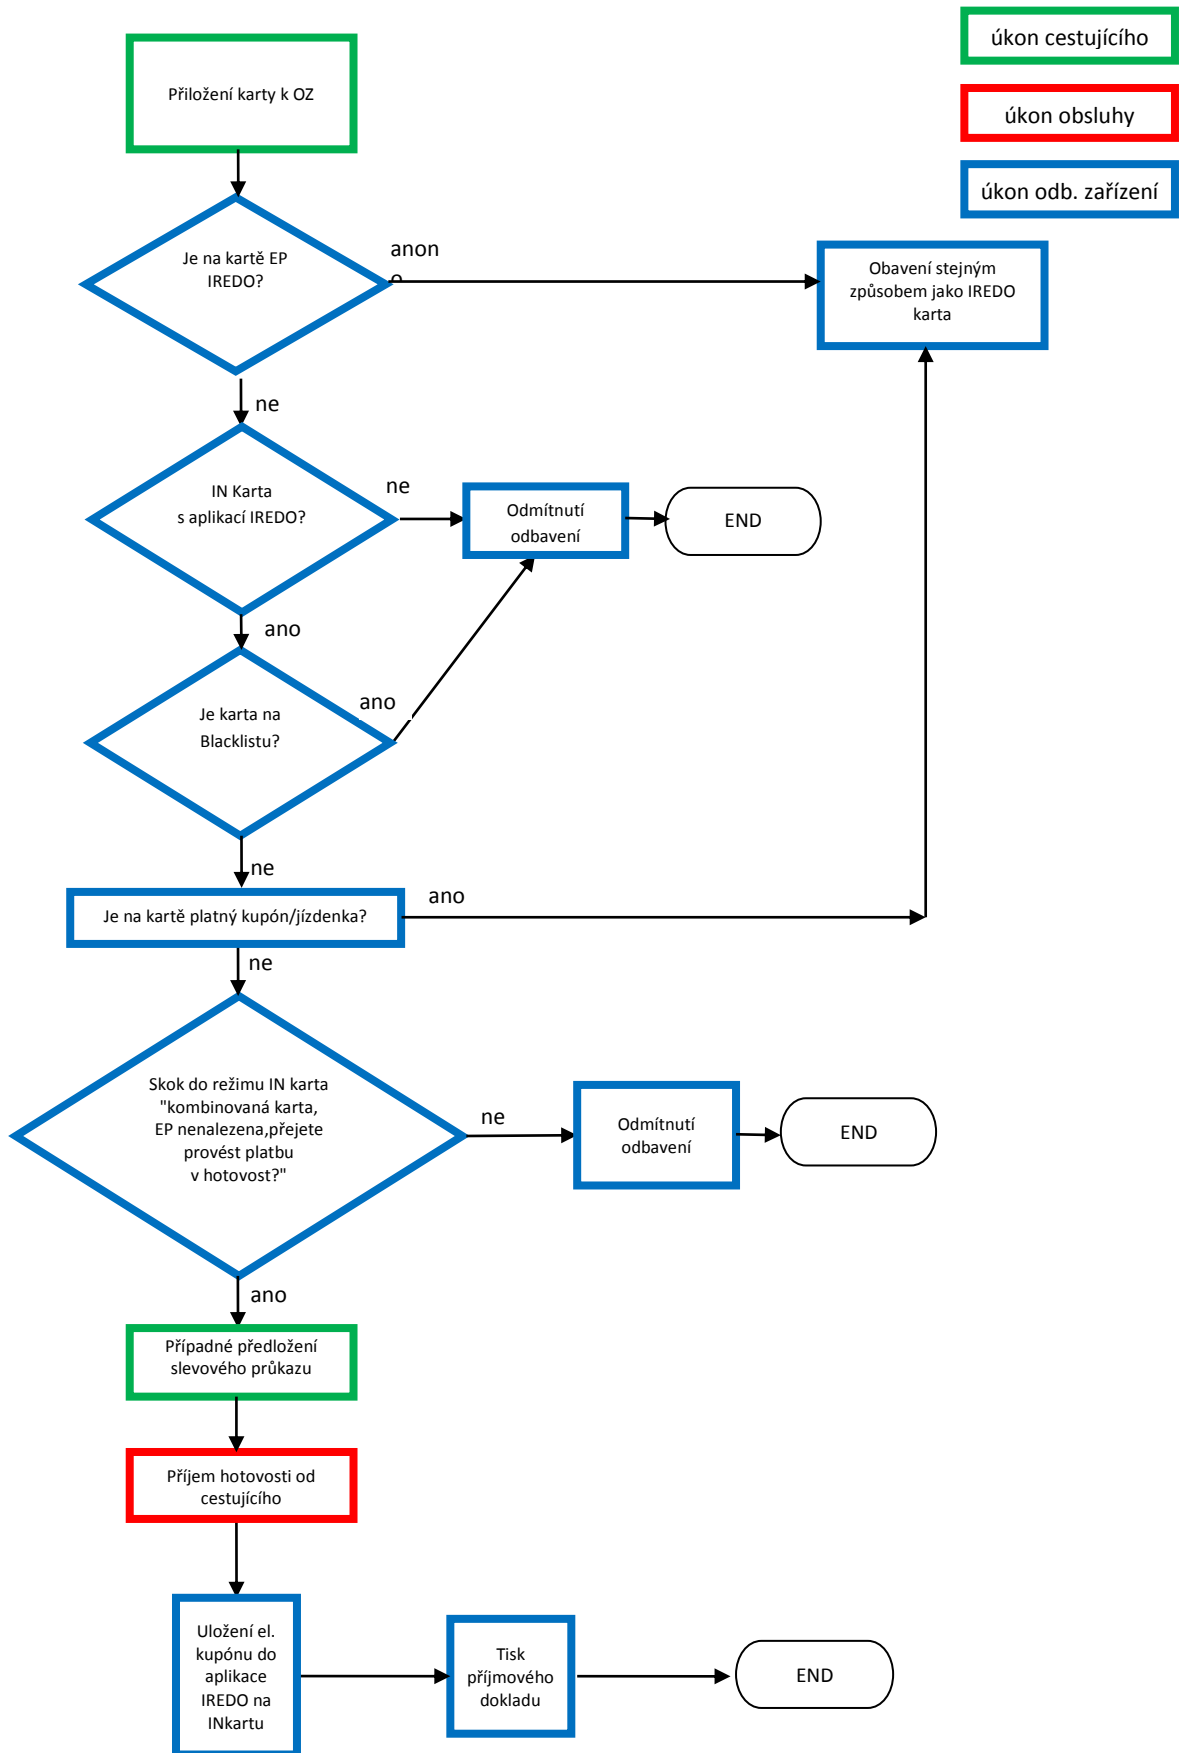 úkon cestujícího
Přiložení karty k OZ
úkon obsluhy
úkon odb. zařízení
Je na kartě EP
IREDO?
anon
o
Obavení stejným
způsobem jako IREDO
karta
ne
IN Karta
s aplikací IREDO?
ne
Odmítnutí
odbavení
END
ano
Je karta na
Blacklistu?
ano
ne
Je na kartě platný kupón/jízdenka?
ano
ne
Skok do režimu IN karta
"kombinovaná karta,
EP nenalezena,přejete
provést platbu
v hotovost?"
ne
Odmítnutí
odbavení
END
ano
Případné předložení
slevového průkazu
Příjem hotovosti od
cestujícího
Uložení el.
kupónu do
aplikace
IREDO na
INkartu
Tisk
příjmového
dokladu
END